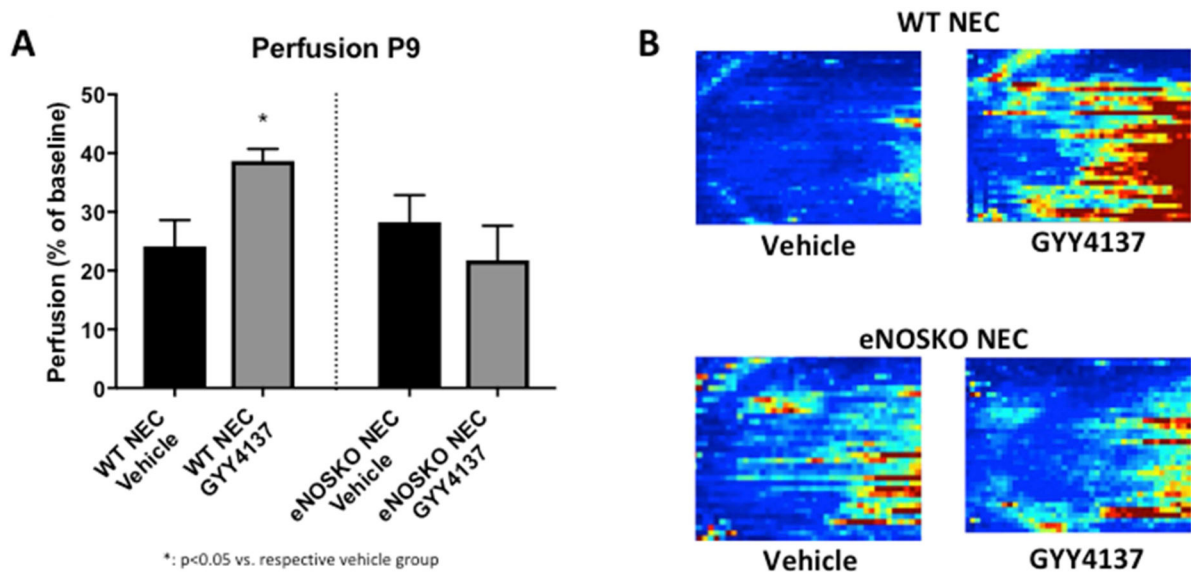 A
Perfusion P9
Perfusion (% of baseline)
50
40
30
20
10
0
*
WT NEC
Vehicle
WT NEC
GYY4137
eNOSKO NEC
Vehicle
eNOSKO NEC
GYY4137
*: p<0.05 vs. respective vehicle group
B
WT NEC
Vehicle
GYY4137
eNOSKO NEC
Vehicle
GYY4137